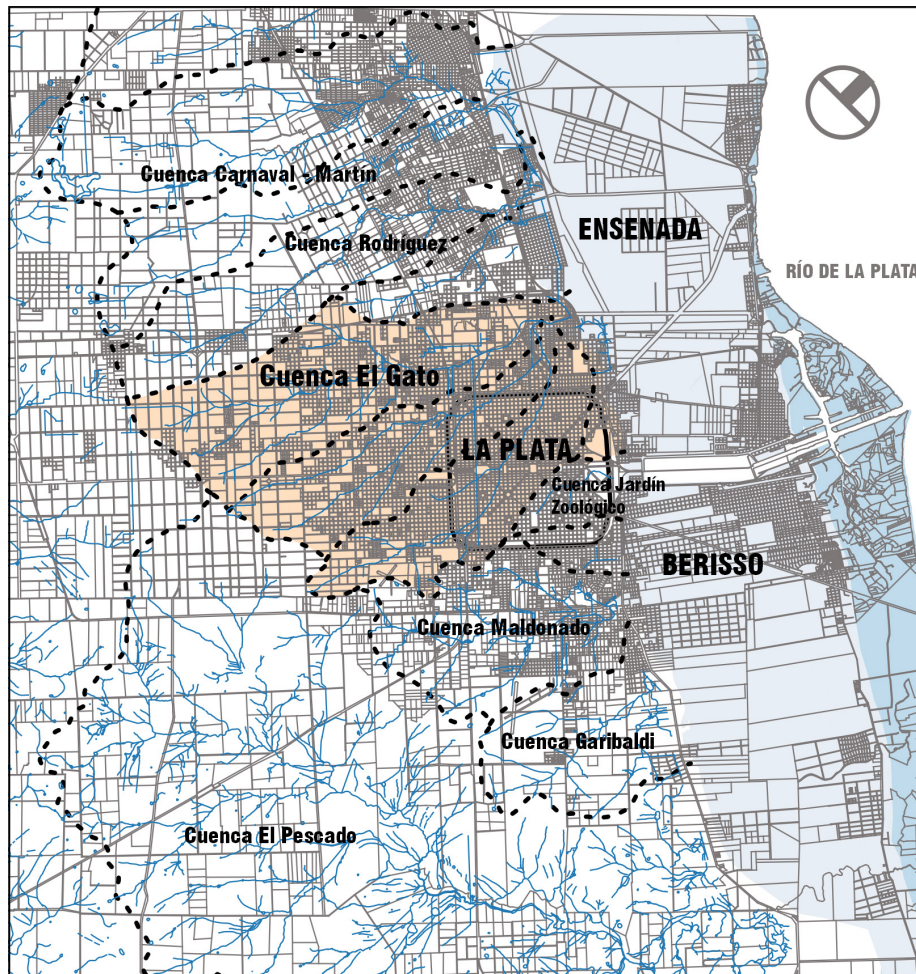 Cuenca Carnaval - Martín
ENSENADA
Cuenca Rodríguez
RÍO DE LA PLATA
Cuenca El Gato
LA PLATA
Cuenca Jardín
Zoológico
BERISSO
Cuenca Maldonado
Cuenca Garibaldi
Cuenca El Pescado